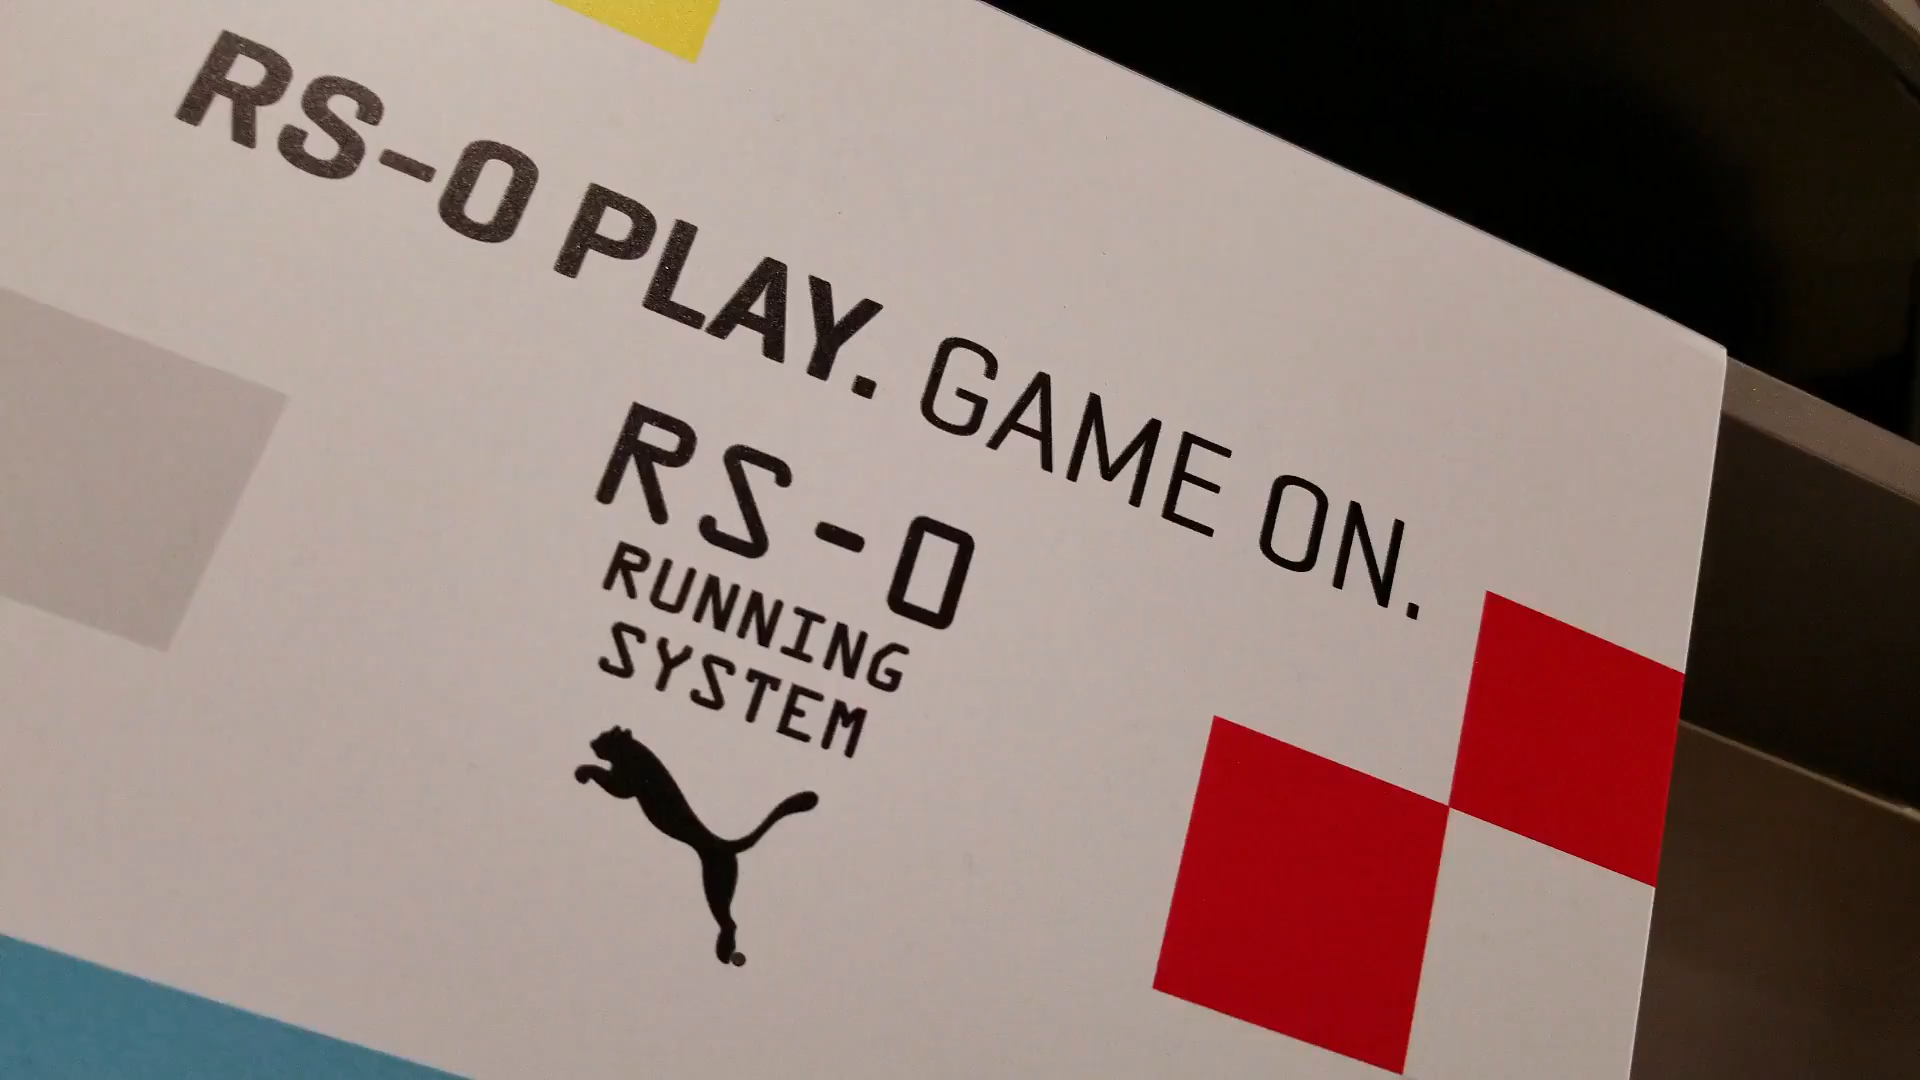 RS-0 PLAY. GAME ON.
RS-0
RUNNING
SYSTEM